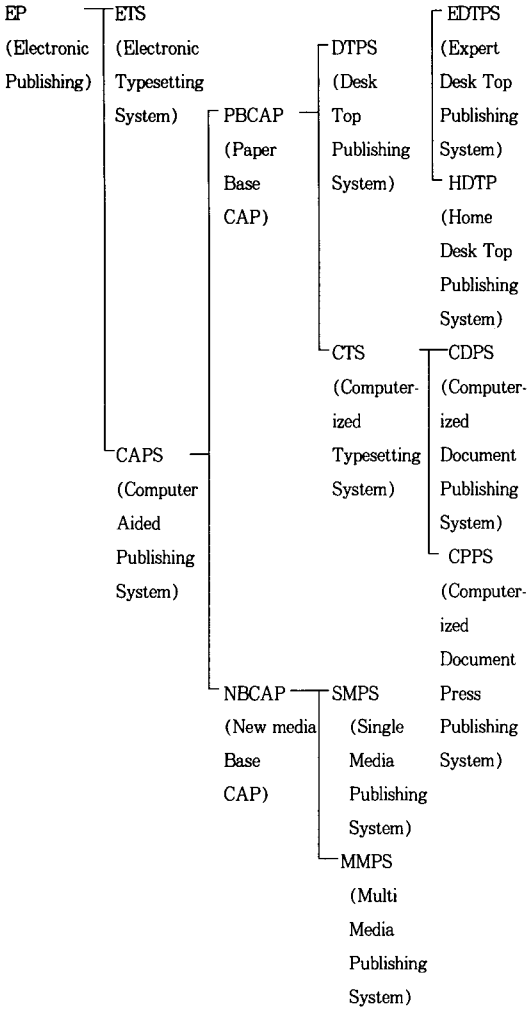 EP
(Electronic
Publishing)
ETS
(Electronic
Typesetting
System)
CAPS
(Computer
Aided
Publishing
System)
PBCAP
(Paper
Base
CAP)
NBCAP
(New media
Base
CAP)
DTPS
(Desk
Top
Publishing
System)
CTS
(Computer-
ized
Typesetting
System)
SMPS
(Single
Media
Publishing
System)
MMPS
(Multi
Media
Publishing
System)
EDTPS
(Expert
Desk Top
Publishing
System)
HDTP
(Home
Desk Top
Publishing
System)
CDPS
(Computer-
ized
Document
Publishing
System)
CPPS
(Computer-
ized
Document
Press
Publishing
System)